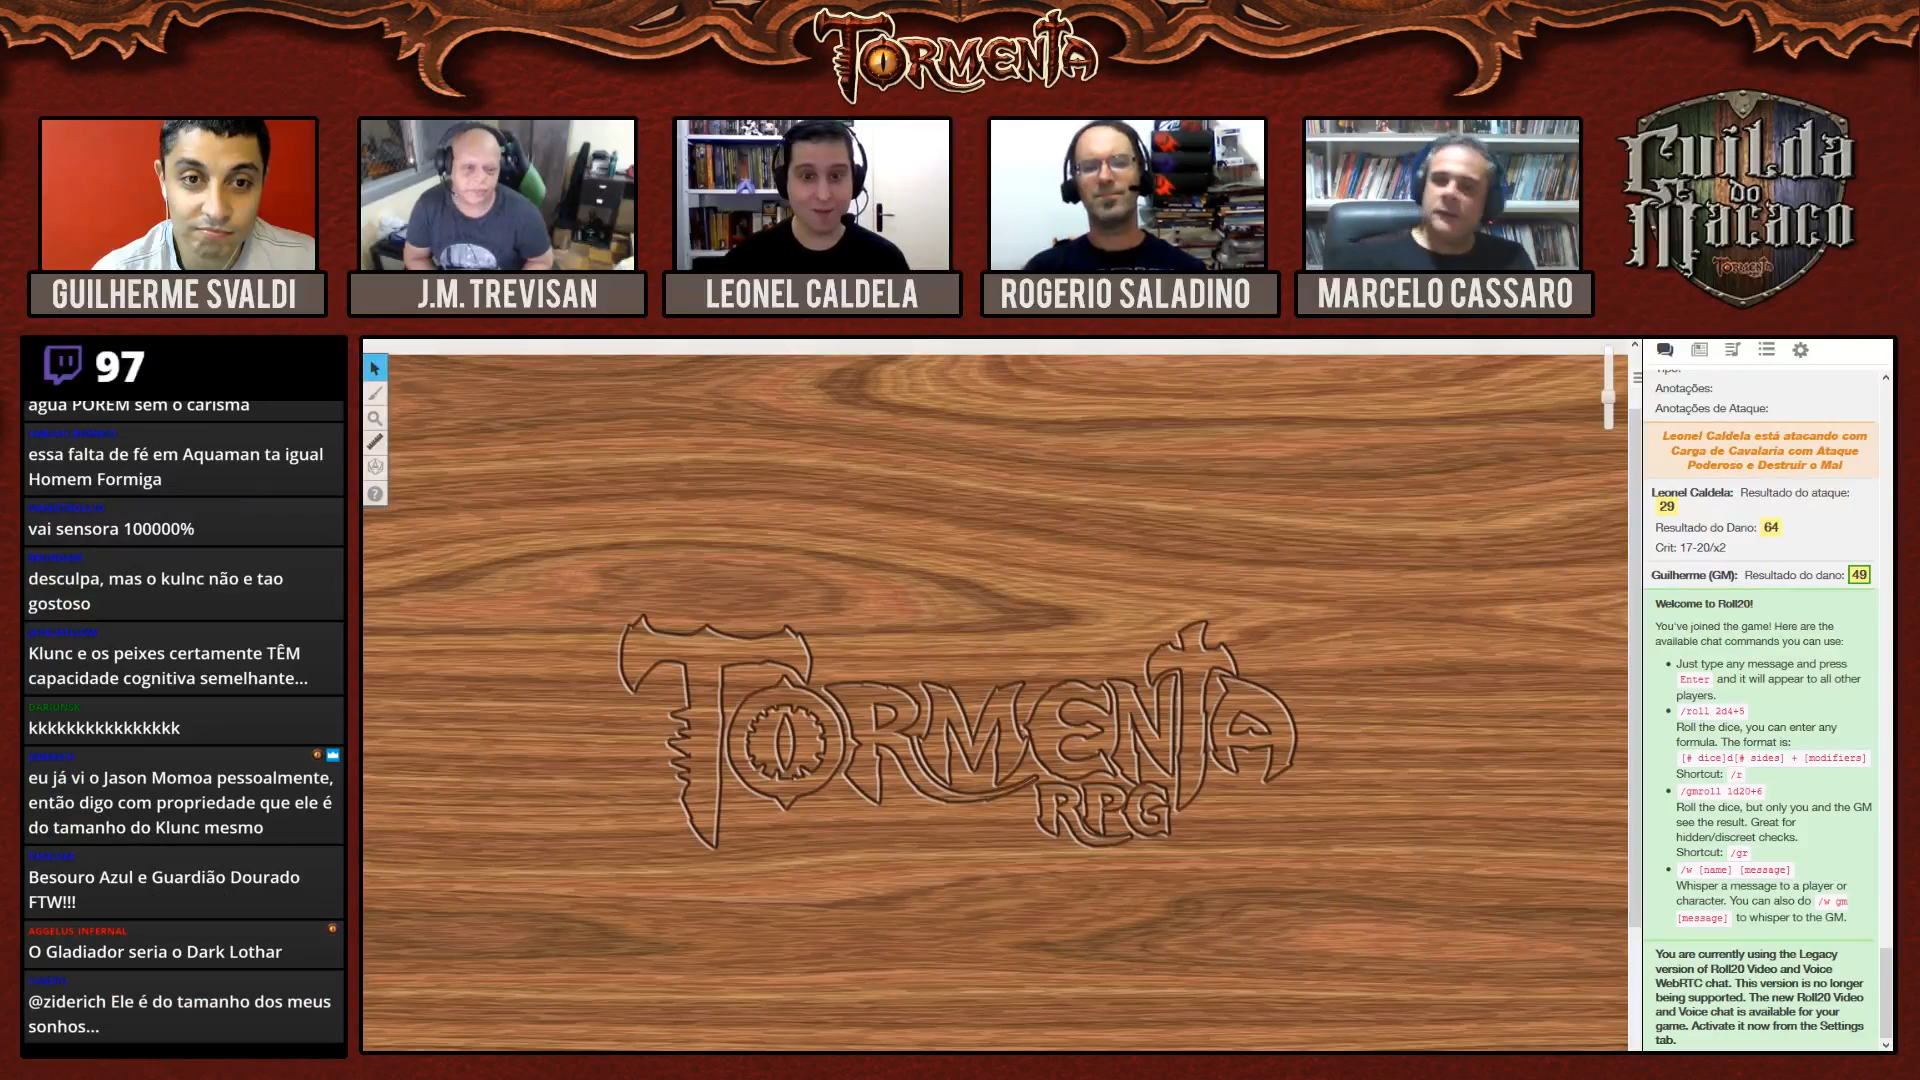 TORMENTA
GUILHERME SVALDI
J.M. TREVISAN
LEONEL CALDELA
ROGERIO SALADINO
MARCELO CASSARO
Guilda
do
Macaco
TORMENTA
97
agua POREM sem o carisma
essa falta de fé em Aquaman ta igual
Homem Formiga
vai sensora 100000%
desculpa, mas o kulnc não e tao
gostoso
Klunc e os peixes certamente TÊM
capacidade cognitiva semelhante...
DARIUNSK
kkkkkkkkkkkkkkkk
eu já vi o Jason Momoa pessoalmente,
então digo com propriedade que ele é
do tamanho do Klunc mesmo
Besouro Azul e Guardião Dourado
FTW!!!
AGGELUS INFERNAL
O Gladiador seria o Dark Lothar
@ziderich Ele é do tamanho dos meus
sonhos...
TORMENTA
RPG
Tipo:
Anotações:
Anotações de Ataque:
Leonel Caldela está atacando com
Carga de Cavalaria com Ataque
Poderoso e Destruir o Mal
Leonel Caldela: Resultado do ataque:
29
Resultado do Dano: 64
Crit: 17-20/x2
Guilherme (GM): Resultado do dano: 49
Welcome to Roll20!
You've joined the game! Here are the
available chat commands you can use:
• Just type any message and press
Enter and it will appear to all other
players.
• /roll 2d4+5
Roll the dice, you can enter any
formula. The format is:
[# dice]d[# sides] + [modifiers]
Shortcut: /r
• /gmroll 1d20+6
Roll the dice, but only you and the GM
see the result. Great for
hidden/discreet checks.
Shortcut: /gr
• /w [name] [message]
Whisper a message to a player or
character. You can also do /w gm
[message] to whisper to the GM.
You are currently using the Legacy
version of Roll20 Video and Voice
WebRTC chat. This version is no longer
being supported. The new Roll20 Video
and Voice chat is available for your
game. Activate it now from the Settings
tab.